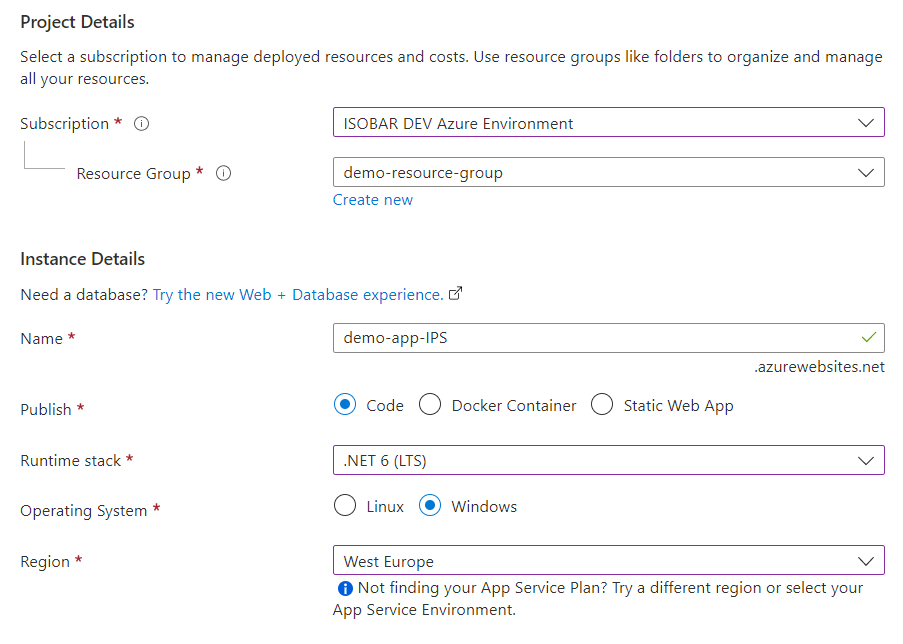 Project Details
Select a subscription to manage deployed resources and costs. Use resource groups like folders to organize and manage
all your resources.
Subscription *
ISOBAR DEV Azure Environment
Resource Group *
demo-resource-group
Create new
Instance Details
Need a database? Try the new Web + Database experience.
Name *
demo-app-IPS
.azurewebsites.net
Publish *
Code Docker Container Static Web App
Runtime stack *
.NET 6 (LTS)
Operating System *
Linux Windows
Region *
West Europe
Not finding your App Service Plan? Try a different region or select your
App Service Environment.